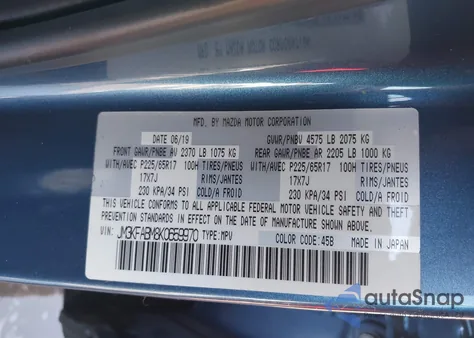 MFD. BY MAZDA MOTOR CORPORATION
DATE 06/19 GVWR/PNBV 4575 LB 2075 KG
FRONT GAWR/PNBE AV 2370 LB 1075 KG REAR GAWR/PNBE AR 2205 LB 1000 KG
WITH/AVEC P225/65R17 100H TIRES/PNEUS WITH/AVEC P225/65R17 100H TIRES/PNEUS
17X7J RIMS/JANTES 17X7J RIMS/JANTES
230 KPA/34 PSI COLD/A FROID 230 KPA/34 PSI COLD/A FROID
THIS VEHICLE CONFORMS TO ALL APPLICABLE FEDERAL MOTOR VEHICLE SAFETY AND
THEFT PREVENTION STANDARDS IN EFFECT ON THE DATE OF MANUFACTURE SHOWN ABOVE.
VIN: JM3KFABM8K0659970 TYPE: MPV COLOR CODE: 45B MADE IN JAPAN
autoSnap